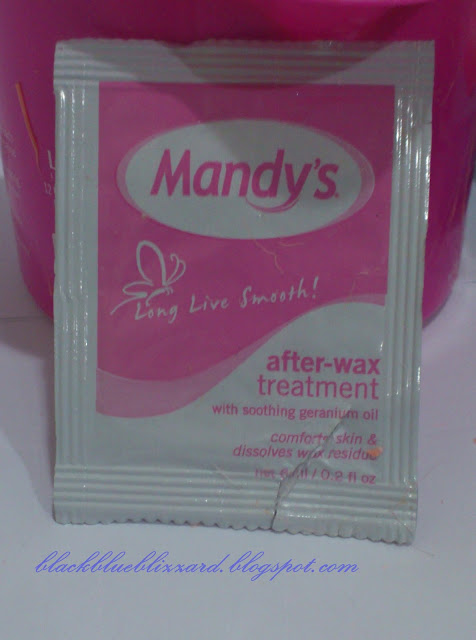 Mandy's
Long Live Smooth!
after-wax
treatment
with soothing geranium oil
comforts skin &
dissolves wax residue
net 6 ml / 0.2 fl oz
blackblueblizzard.blogspot.com